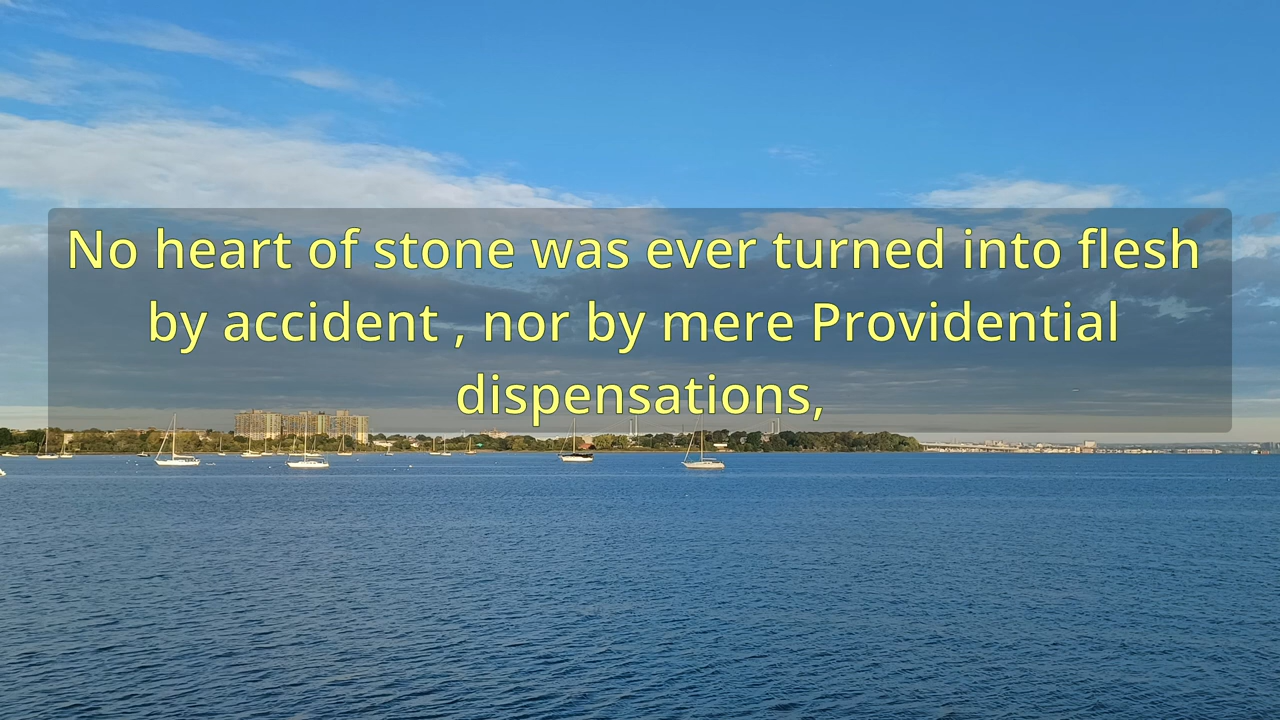 No heart of stone was ever turned into flesh
by accident , nor by mere Providential
dispensations,